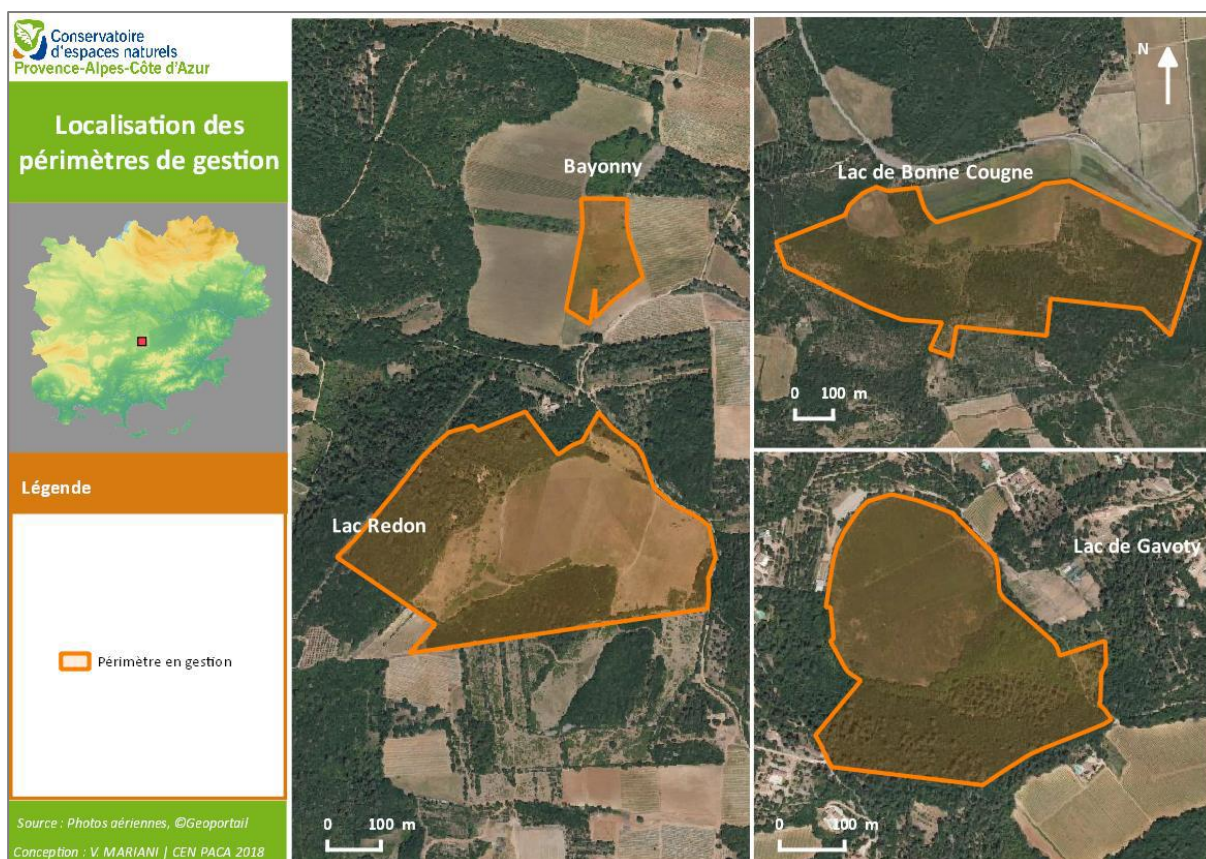 Conservatoire
d'espaces naturels
Provence-Alpes-Côte d'Azur
Localisation des
périmètres de gestion
Légende
Périmètre en gestion
Source : Photos aériennes, ©Geoportail
Conception : V. MARIANI | CEN PACA 2018
Bayonny
Lac Redon
0 100 m
N
Lac de Bonne Cougne
0 100 m
Lac de Gavoty
0 100 m